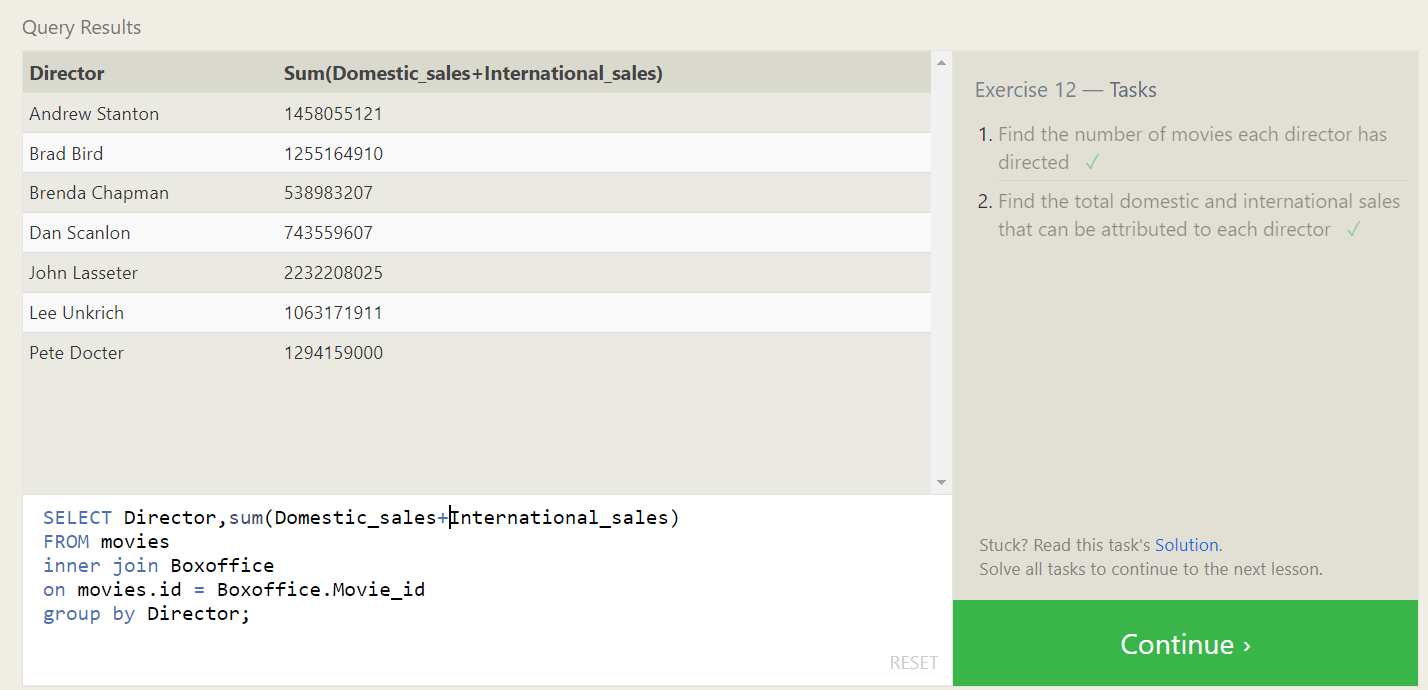 Query Results
Director Sum(Domestic_sales+International_sales)
Andrew Stanton 1458055121
Brad Bird 1255164910
Brenda Chapman 538983207
Dan Scanlon 743559607
John Lasseter 2232208025
Lee Unkrich 1063171911
Pete Docter 1294159000
SELECT Director,sum(Domestic_sales+International_sales)
FROM movies
inner join Boxoffice
on movies.id = Boxoffice.Movie_id
group by Director;
RESET
Exercise 12 — Tasks
1. Find the number of movies each director has
directed ✓
2. Find the total domestic and international sales
that can be attributed to each director ✓
Stuck? Read this task's Solution.
Solve all tasks to continue to the next lesson.
Continue ›